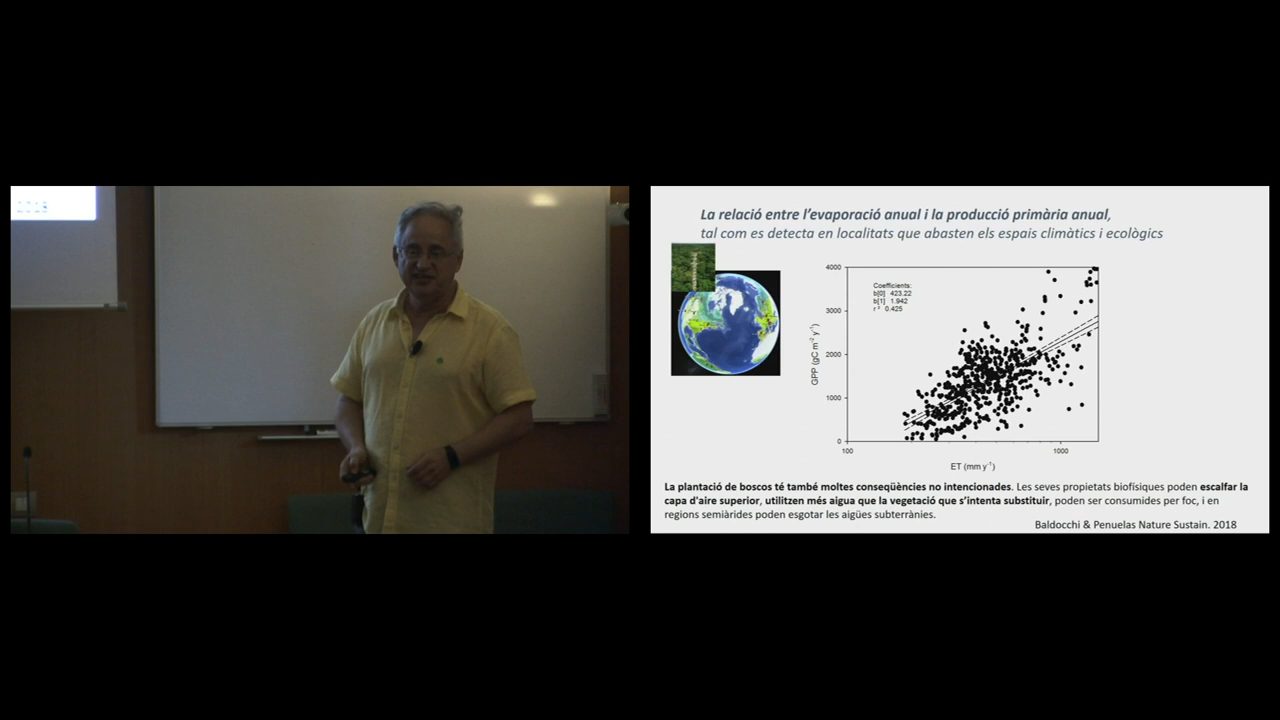 La relació entre l'evaporació anual i la producció primària anual,
tal com es detecta en localitats que abasten els espais climàtics i ecològics
4000
3000
2000
1000
0
Coefficients:
b[0] 423.22
b[1] 1.942
r² 0.425
GPP (gC m⁻² y⁻¹)
100
1000
ET (mm y⁻¹)
La plantació de boscos té també moltes conseqüències no intencionades. Les seves propietats biofísiques poden escalfar la
capa d'aire superior, utilitzen més aigua que la vegetació que s'intenta substituir, poden ser consumides per foc, i en
regions semiàrides poden esgotar les aigües subterrànies.
Baldocchi & Penuelas Nature Sustain. 2018